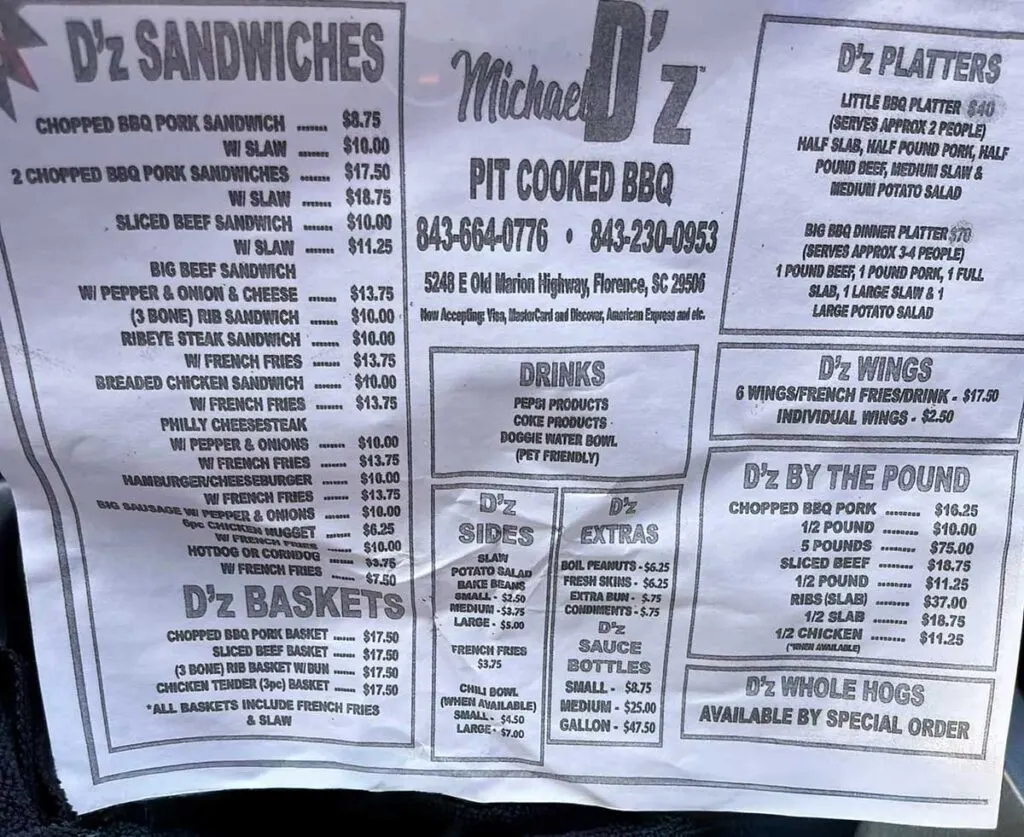 D'z SANDWICHES
CHOPPED BBQ PORK SANDWICH ....... $8.75
W/ SLAW ....... $10.00
2 CHOPPED BBQ PORK SANDWICHES ....... $17.50
W/ SLAW ....... $18.75
SLICED BEEF SANDWICH ....... $10.00
W/ SLAW ....... $11.25
BIG BEEF SANDWICH
W/ PEPPER & ONION & CHEESE ....... $13.75
(3 BONE) RIB SANDWICH ....... $10.00
RIBEYE STEAK SANDWICH ....... $10.00
W/ FRENCH FRIES ....... $13.75
BREADED CHICKEN SANDWICH ....... $10.00
W/ FRENCH FRIES ....... $13.75
PHILLY CHEESESTEAK
W/ PEPPER & ONIONS ....... $10.00
W/ FRENCH FRIES ....... $13.75
HAMBURGER/CHEESEBURGER ....... $10.00
W/ FRENCH FRIES ....... $13.75
BIG SAUSAGE W/ PEPPER & ONIONS ....... $10.00
6pc CHICKEN NUGGET ....... $6.25
W/ FRENCH FRIES ....... $10.00
HOTDOG OR CORNDOG ....... $3.75
W/ FRENCH FRIES ....... $7.50
D'z BASKETS
CHOPPED BBQ PORK BASKET ...... $17.50
SLICED BEEF BASKET ...... $17.50
(3 BONE) RIB BASKET W/BUN ...... $17.50
CHICKEN TENDER (3pc) BASKET ...... $17.50
*ALL BASKETS INCLUDE FRENCH FRIES
& SLAW
Michael D'z™
PIT COOKED BBQ
843-664-0776 • 843-230-0953
5248 E Old Marion Highway, Florence, SC 29506
Now Accepting: Visa, MasterCard and Discover, American Express and etc.
DRINKS
PEPSI PRODUCTS
COKE PRODUCTS
DOGGIE WATER BOWL
(PET FRIENDLY)
D'z
SIDES
SLAW
POTATO SALAD
BAKE BEANS
SMALL - $2.50
MEDIUM - $3.75
LARGE - $5.00
FRENCH FRIES
$3.75
CHILI BOWL
(WHEN AVAILABLE)
SMALL - $4.50
LARGE - $7.00
D'z
EXTRAS
BOIL PEANUTS - $6.25
FRESH SKINS - $6.25
EXTRA BUN - $.75
CONDIMENTS - $.75
D'z
SAUCE
BOTTLES
SMALL - $8.75
MEDIUM - $25.00
GALLON - $47.50
D'z PLATTERS
LITTLE BBQ PLATTER $40
(SERVES APPROX 2 PEOPLE)
HALF SLAB, HALF POUND PORK, HALF
POUND BEEF, MEDIUM SLAW &
MEDIUM POTATO SALAD
BIG BBQ DINNER PLATTER $70
(SERVES APPROX 3-4 PEOPLE)
1 POUND BEEF, 1 POUND PORK, 1 FULL
SLAB, 1 LARGE SLAW & 1
LARGE POTATO SALAD
D'z WINGS
6 WINGS/FRENCH FRIES/DRINK - $17.50
INDIVIDUAL WINGS - $2.50
D'z BY THE POUND
CHOPPED BBQ PORK ........ $16.25
1/2 POUND ........ $10.00
5 POUNDS ........ $75.00
SLICED BEEF ........ $18.75
1/2 POUND ........ $11.25
RIBS (SLAB) ........ $37.00
1/2 SLAB ........ $18.75
1/2 CHICKEN ........ $11.25
(*WHEN AVAILABLE)
D'z WHOLE HOGS
AVAILABLE BY SPECIAL ORDER